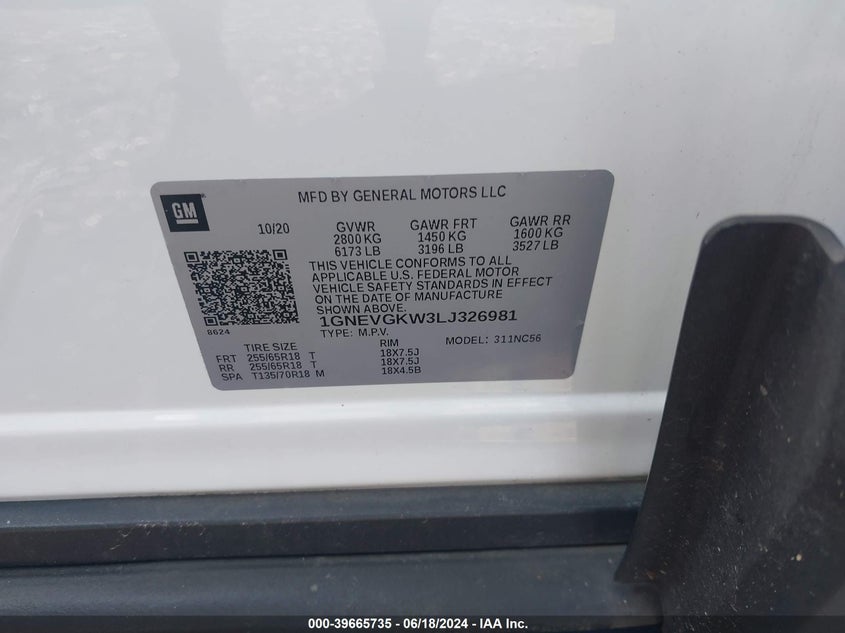 GM
MFD BY GENERAL MOTORS LLC
10/20 GVWR GAWR FRT GAWR RR
2800 KG 1450 KG 1600 KG
6173 LB 3196 LB 3527 LB
THIS VEHICLE CONFORMS TO ALL
APPLICABLE U.S. FEDERAL MOTOR
VEHICLE SAFETY STANDARDS IN EFFECT
ON THE DATE OF MANUFACTURE
SHOWN ABOVE.
1GNEVGKW3LJ326981
8624
TYPE: M.P.V. MODEL: 311NC56
TIRE SIZE RIM
FRT 255/65R18 T 18X7.5J
RR 255/65R18 T 18X7.5J
SPA T135/70R18 M 18X4.5B
000-39665735 - 06/18/2024 - IAA Inc.